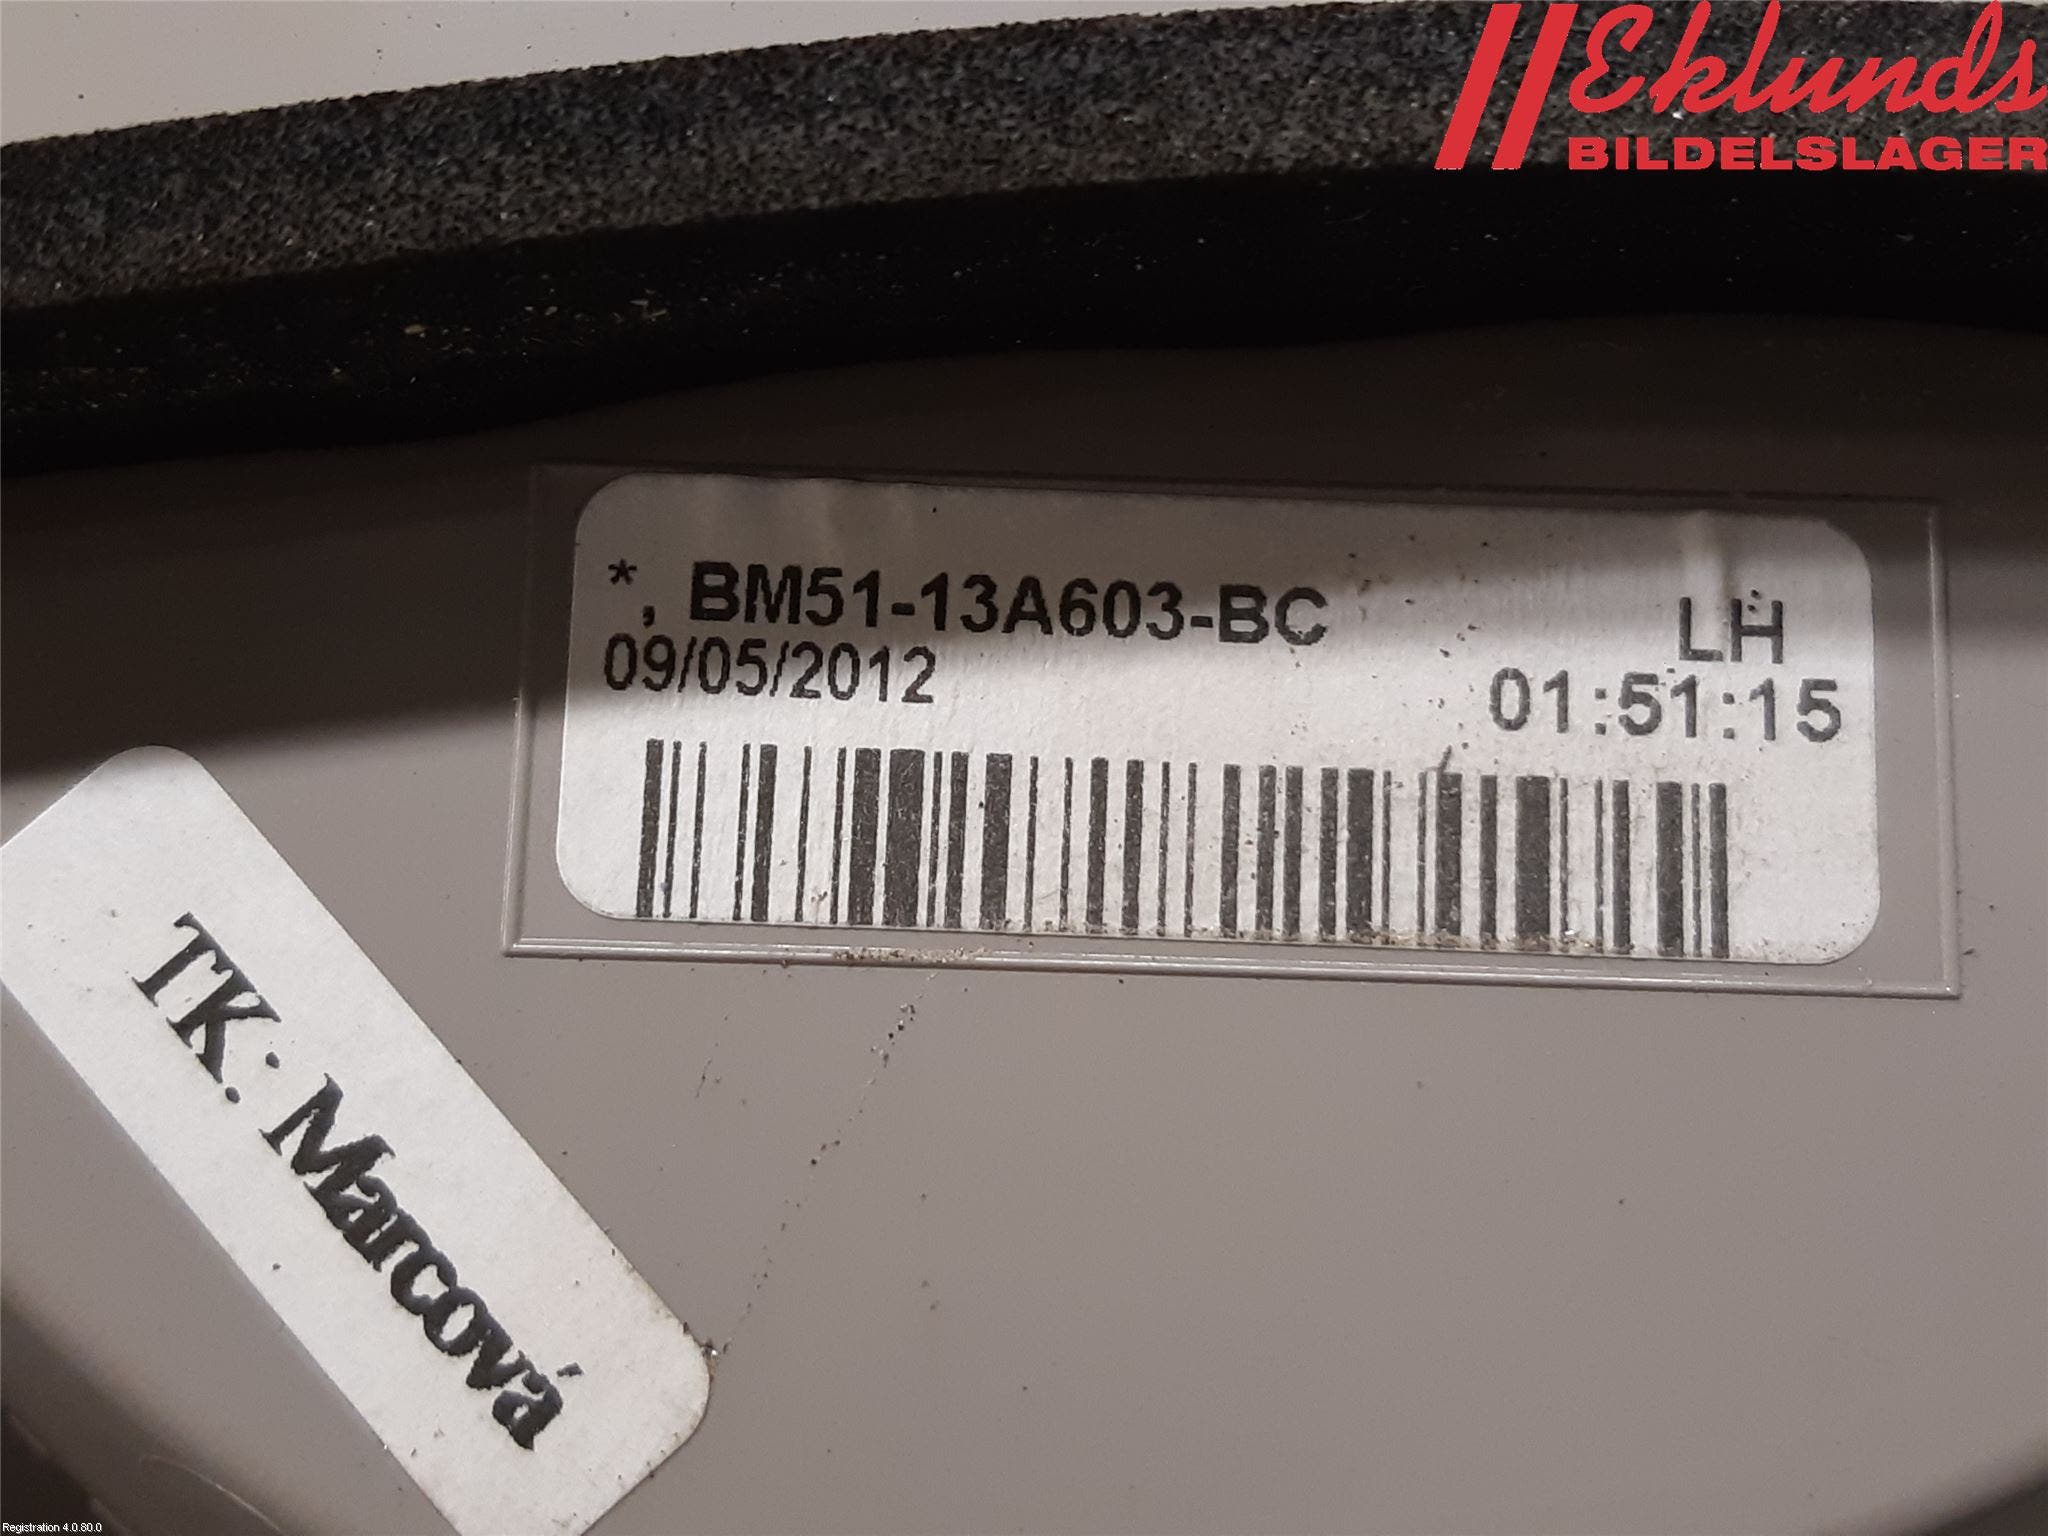 Eklunds
BILDELSLAGER
*, BM51-13A603-BC LH
09/05/2012 01:51:15
TK: Marcová
Registration 4.0.80.0